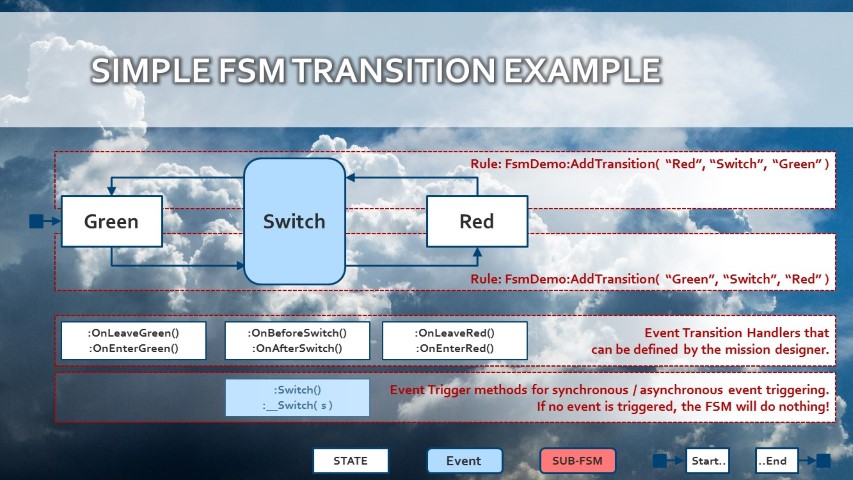 SIMPLE FSM TRANSITION EXAMPLE
Rule: FsmDemo:AddTransition( “Red”, “Switch”, “Green” )
Green
Switch
Red
Rule: FsmDemo:AddTransition( “Green”, “Switch”, “Red” )
:OnLeaveGreen()
:OnEnterGreen()
:OnBeforeSwitch()
:OnAfterSwitch()
:OnLeaveRed()
:OnEnterRed()
Event Transition Handlers that
can be defined by the mission designer.
:Switch()
:__Switch( s )
Event Trigger methods for synchronous / asynchronous event triggering.
If no event is triggered, the FSM will do nothing!
STATE
Event
SUB-FSM
Start..
..End